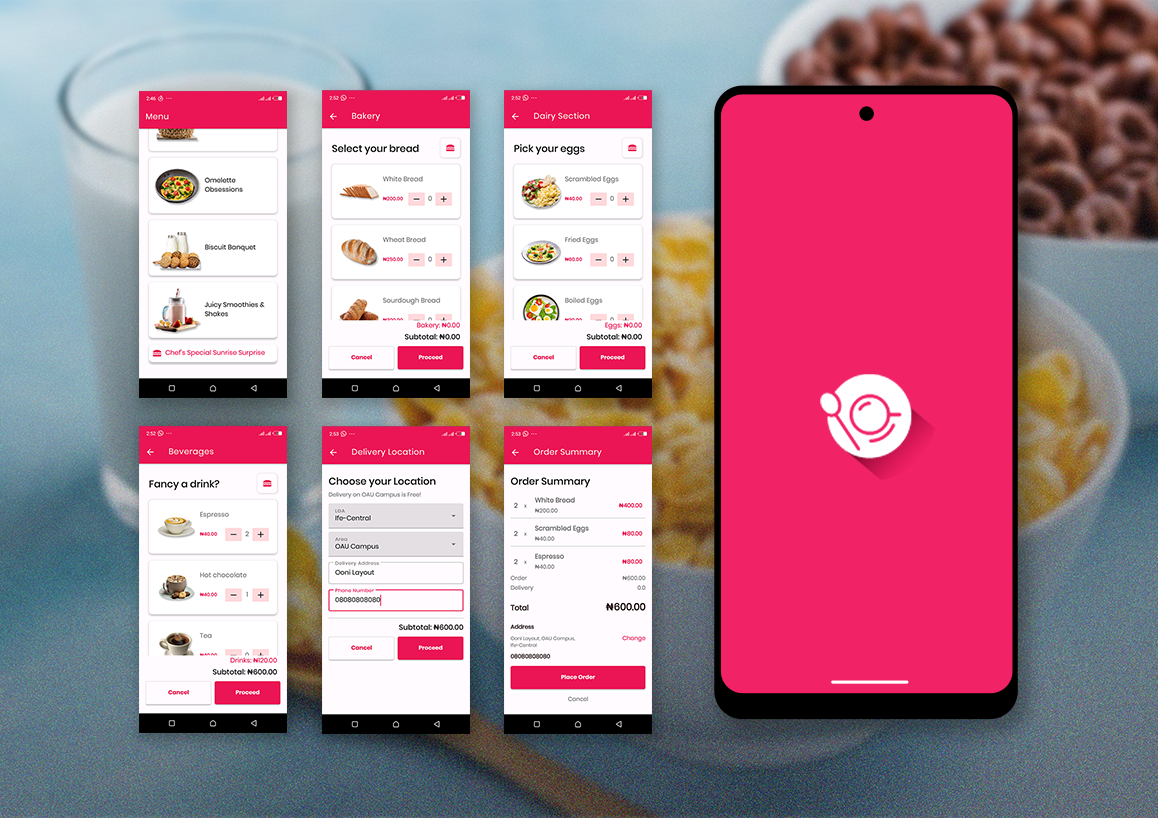 2:46
Menu
Omelette
Obsessions
Biscuit Banquet
Juicy Smoothies &
Shakes
Chef's Special Sunrise Surprise
2:52
Bakery
Select your bread
White Bread
₦200.00 − 0 +
Wheat Bread
₦250.00 − 0 +
Sourdough Bread
Bakery: ₦0.00
Subtotal: ₦0.00
Cancel Proceed
2:52
Dairy Section
Pick your eggs
Scrambled Eggs
₦40.00 − 0 +
Fried Eggs
₦60.00 − 0 +
Boiled Eggs
Eggs: ₦0.00
Subtotal: ₦0.00
Cancel Proceed
2:52
Beverages
Fancy a drink?
Espresso
₦40.00 − 2 +
Hot chocolate
₦40.00 − 1 +
Tea
Drinks: ₦120.00
Subtotal: ₦600.00
Cancel Proceed
2:53
Delivery Location
Choose your Location
Delivery on OAU Campus is Free!
LGA
Ife-Central
Area
OAU Campus
Delivery Address
Ooni Layout
Phone Number
08080808080
Subtotal: ₦600.00
Cancel Proceed
2:53
Order Summary
Order Summary
White Bread
2 x ₦400.00
₦200.00
Scrambled Eggs
2 x ₦80.00
₦40.00
Espresso
2 x ₦80.00
₦40.00
Order ₦600.00
Delivery 0.0
Total ₦600.00
Address
Ooni Layout, OAU Campus, Change
Ife-Central
08080808080
Place Order
Cancel